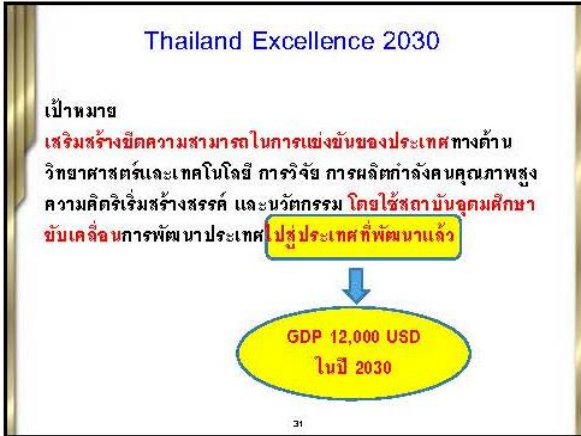 Thailand Excellence 2030
เป้าหมาย
เสริมสร้างขีดความสามารถในการแข่งขันของประเทศทางด้าน
วิทยาศาสตร์และเทคโนโลยี การวิจัย การผลิตกำลังคนคุณภาพสูง
ความคิดริเริ่มสร้างสรรค์ และนวัตกรรม โดยใช้สถาบันอุดมศึกษา
ขับเคลื่อนการพัฒนาประเทศไปสู่ประเทศที่พัฒนาแล้ว
GDP 12,000 USD
ในปี 2030
31